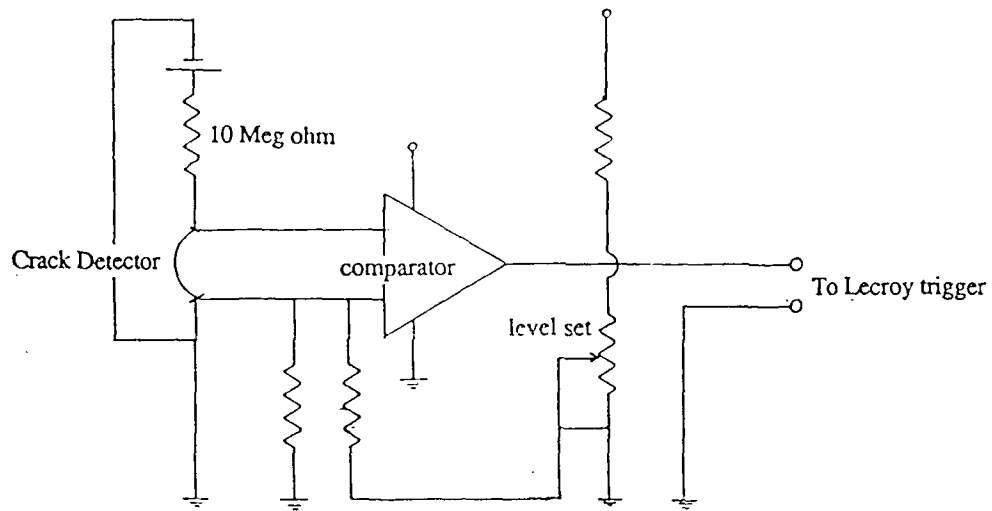 10 Meg ohm
Crack Detector
comparator
To Lecroy trigger
level set